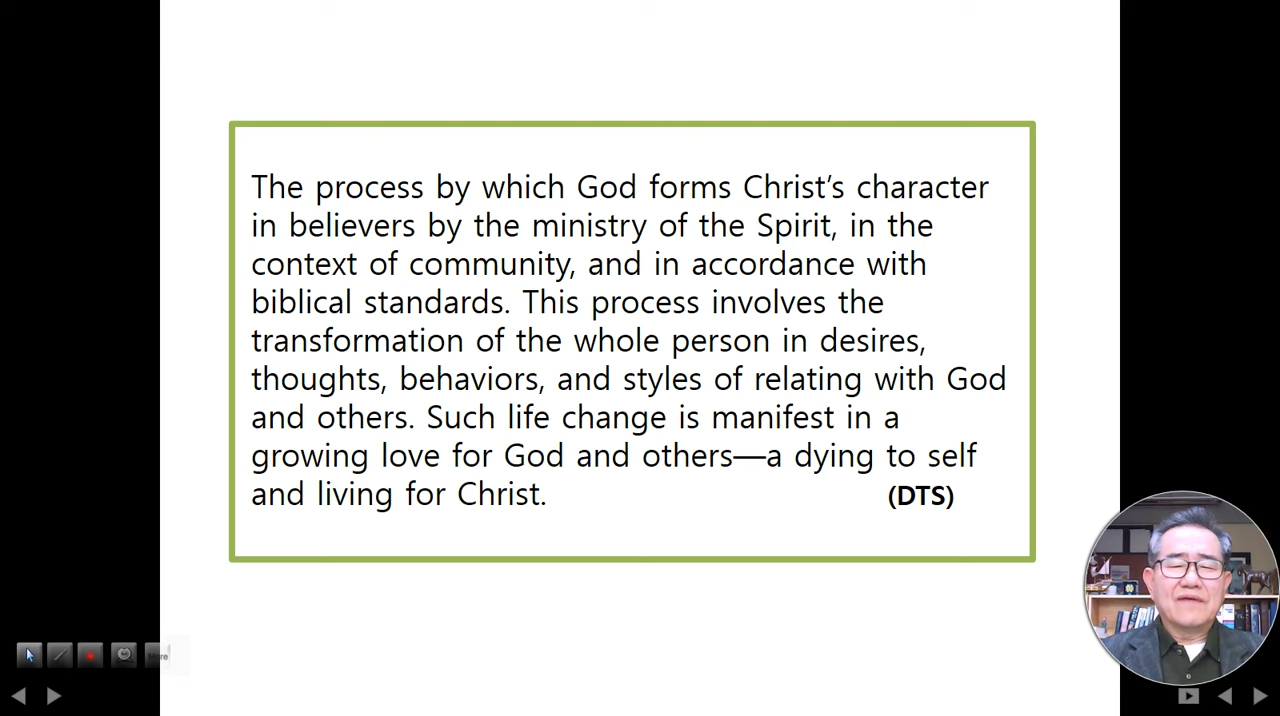 The process by which God forms Christ’s character
in believers by the ministry of the Spirit, in the
context of community, and in accordance with
biblical standards. This process involves the
transformation of the whole person in desires,
thoughts, behaviors, and styles of relating with God
and others. Such life change is manifest in a
growing love for God and others—a dying to self
and living for Christ. (DTS)
More